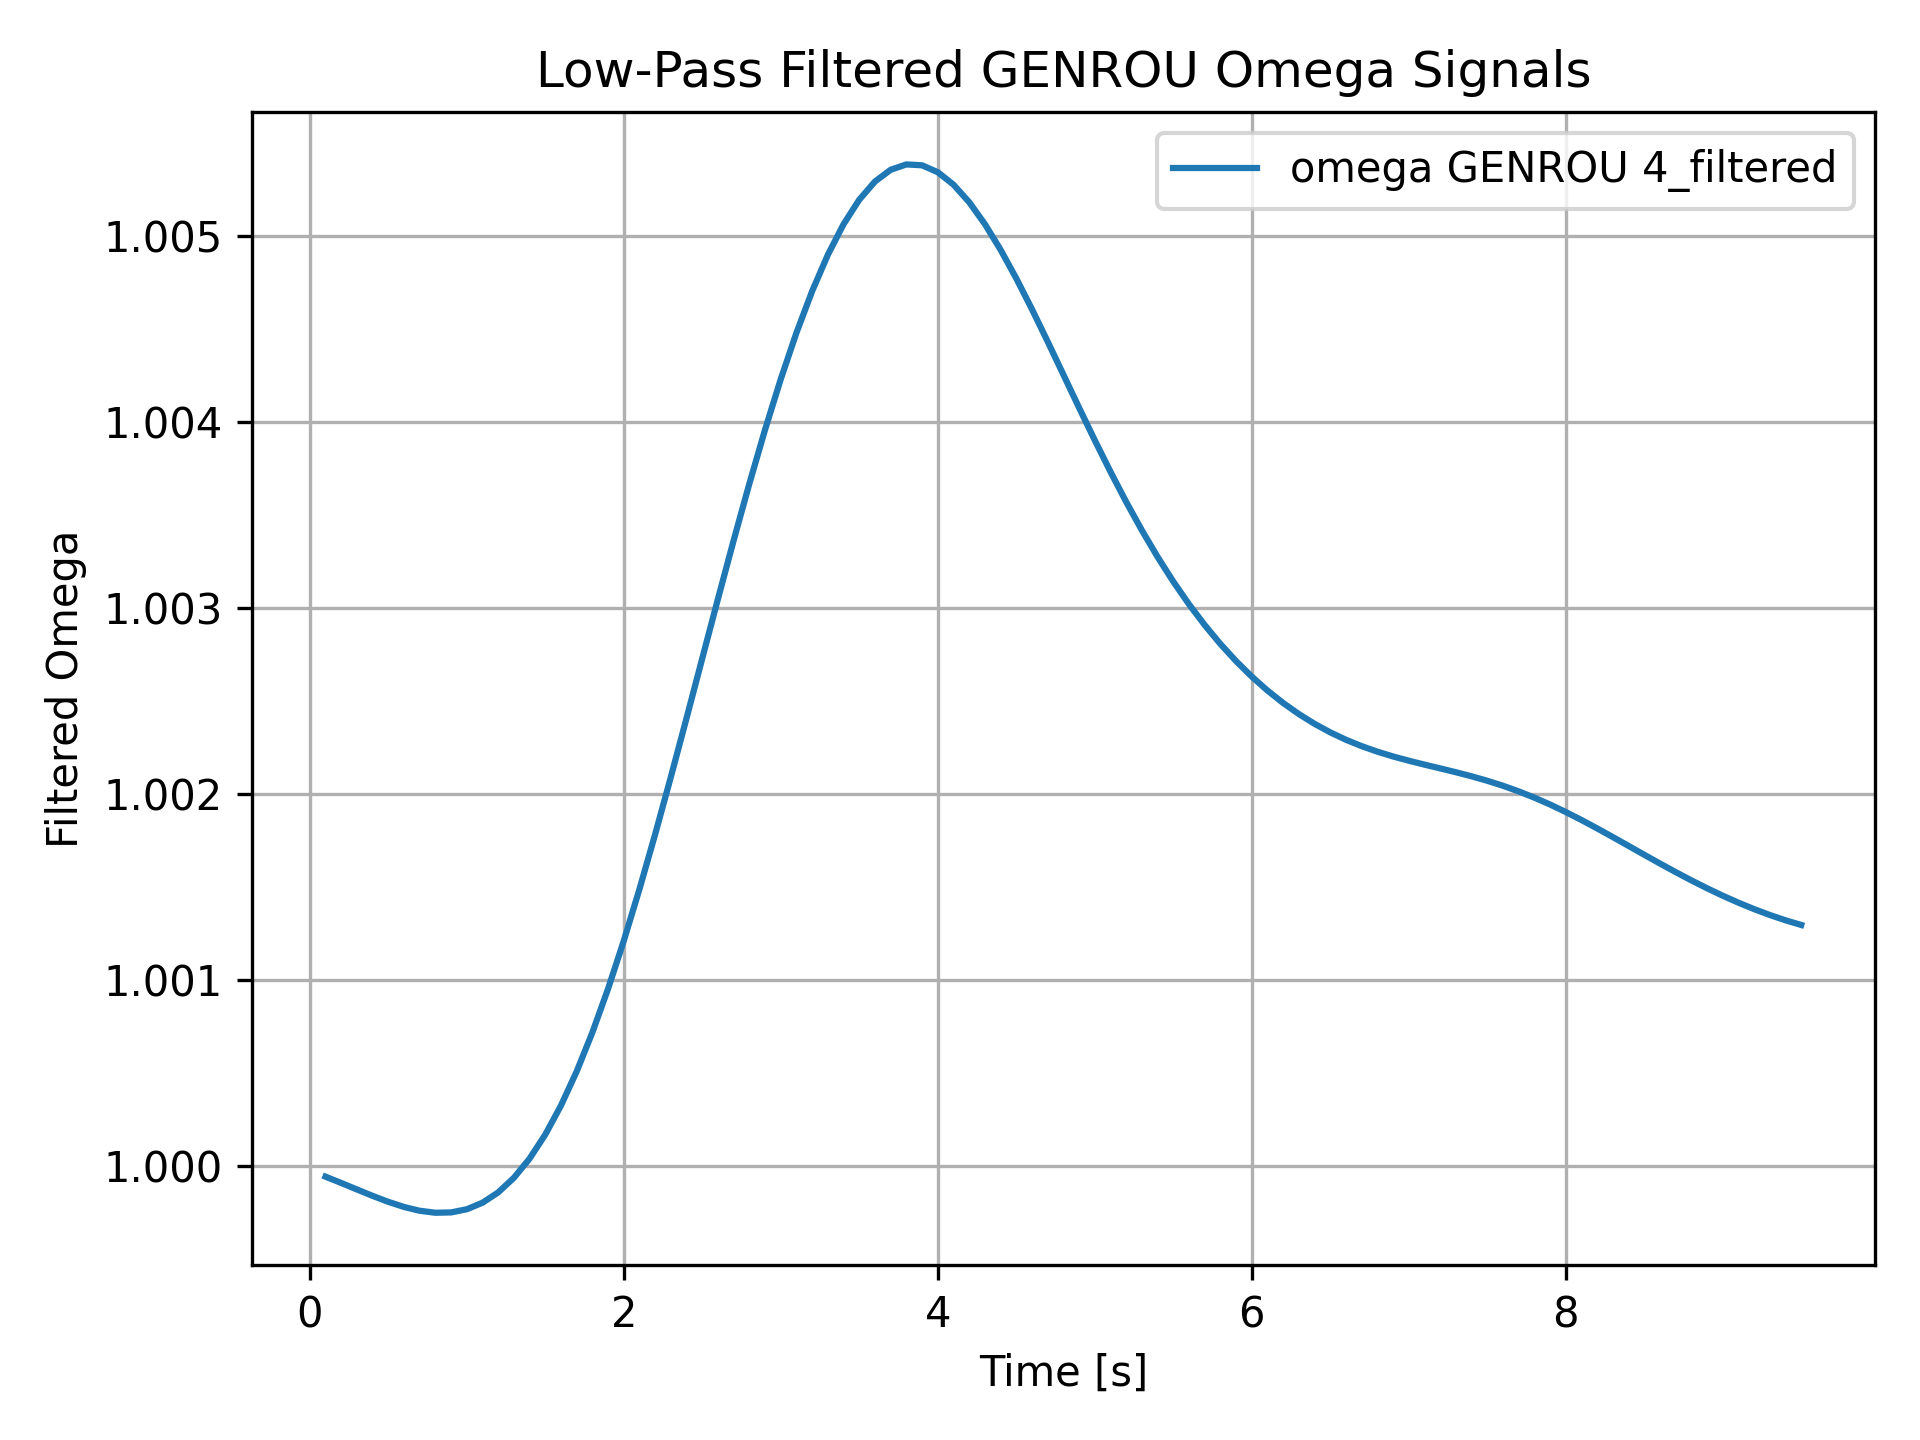 Low-Pass Filtered GENROU Omega Signals
omega GENROU 4_filtered
Filtered Omega
1.005
1.004
1.003
1.002
1.001
1.000
0 2 4 6 8
Time [s]